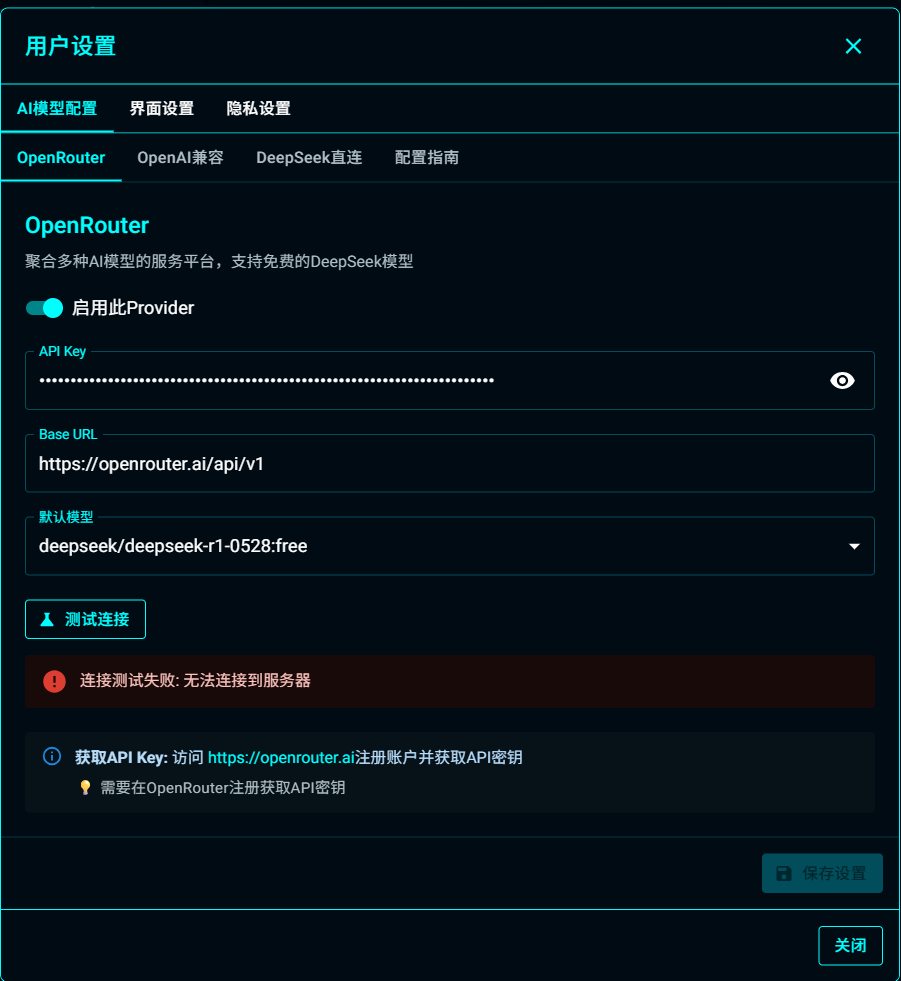 用户设置
AI模型配置 界面设置 隐私设置
OpenRouter OpenAI兼容 DeepSeek直连 配置指南
OpenRouter
聚合多种AI模型的服务平台，支持免费的DeepSeek模型
启用此Provider
API Key
••••••••••••••••••••••••••••••••••••••••••••••••••••••••••••••••••••••••••
Base URL
https://openrouter.ai/api/v1
默认模型
deepseek/deepseek-r1-0528:free
测试连接
连接测试失败: 无法连接到服务器
获取API Key: 访问 https://openrouter.ai注册账户并获取API密钥
💡 需要在OpenRouter注册获取API密钥
保存设置
关闭